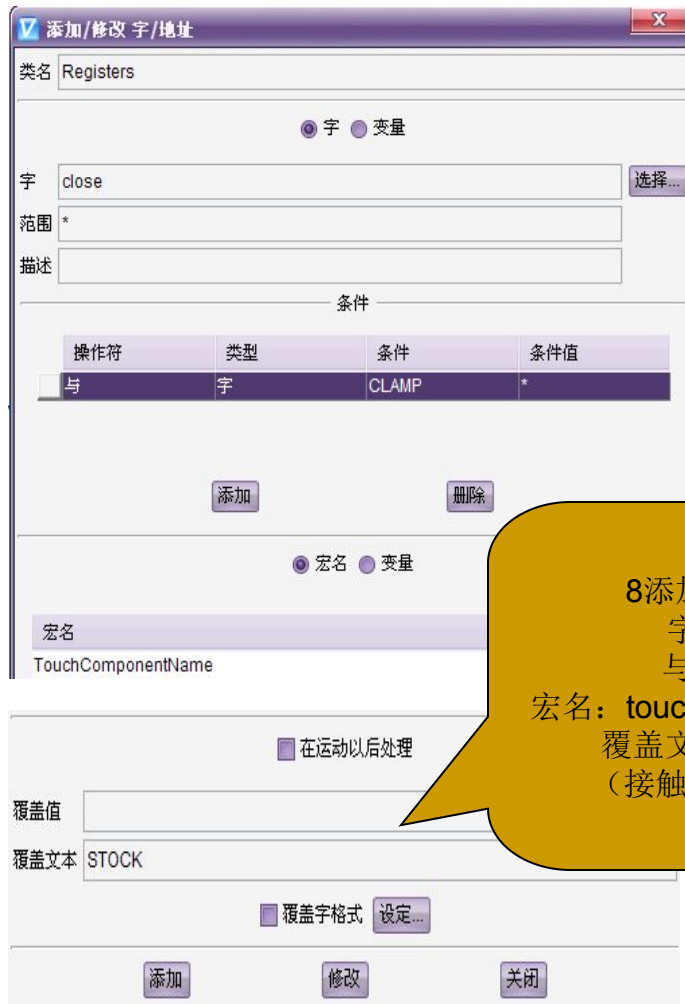 添加/修改 字/地址
类名 Registers
字 变量
字 close 选择...
范围 *
描述
条件
操作符 类型 条件 条件值
与 字 CLAMP *
添加 删除
宏名 变量
宏名
TouchComponentName
8添
字
与
宏名：touc
覆盖文
（接触
在运动以后处理
覆盖值
覆盖文本 STOCK
覆盖字格式 设定...
添加 修改 关闭